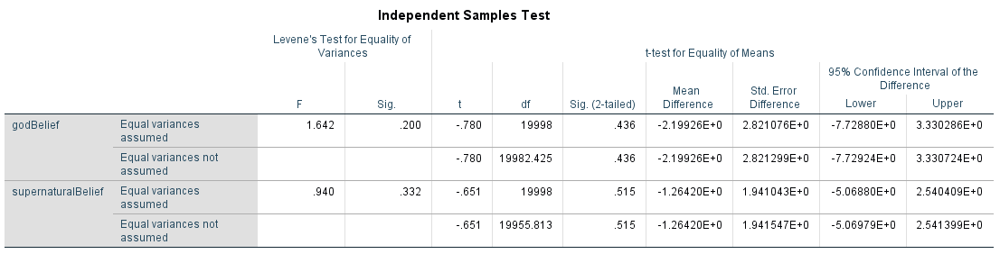 Independent Samples Test
Levene's Test for Equality of
Variances
t-test for Equality of Means
F
Sig.
t
df
Sig. (2-tailed)
Mean
Difference
Std. Error
Difference
95% Confidence Interval of the
Difference
Lower
Upper
godBelief
Equal variances
assumed
1.642 .200 -.780 19998 .436 -2.19926E+0 2.821076E+0 -7.72880E+0 3.330286E+0
Equal variances not
assumed
-.780 19982.425 .436 -2.19926E+0 2.821299E+0 -7.72924E+0 3.330724E+0
supernaturalBelief
Equal variances
assumed
.940 .332 -.651 19998 .515 -1.26420E+0 1.941043E+0 -5.06880E+0 2.540409E+0
Equal variances not
assumed
-.651 19955.813 .515 -1.26420E+0 1.941547E+0 -5.06979E+0 2.541399E+0